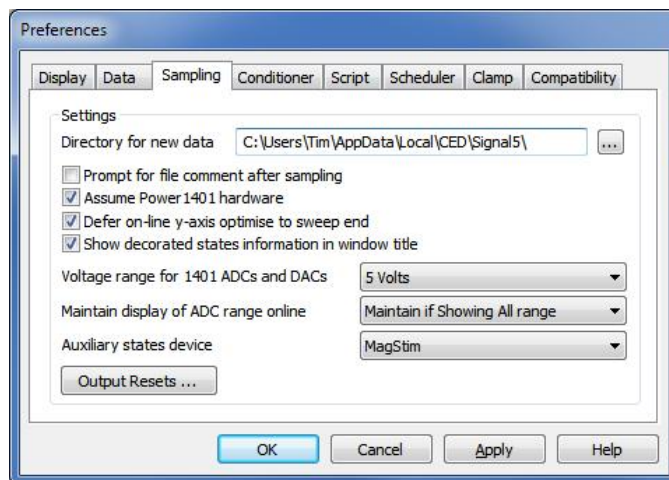 Preferences
Display Data Sampling Conditioner Script Scheduler Clamp Compatibility
Settings
Directory for new data C:\Users\Tim\AppData\Local\CED\Signal5\ ...
Prompt for file comment after sampling
Assume Power1401 hardware
Defer on-line y-axis optimise to sweep end
Show decorated states information in window title
Voltage range for 1401 ADCs and DACs 5 Volts
Maintain display of ADC range online Maintain if Showing All range
Auxiliary states device MagStim
Output Resets ...
OK Cancel Apply Help